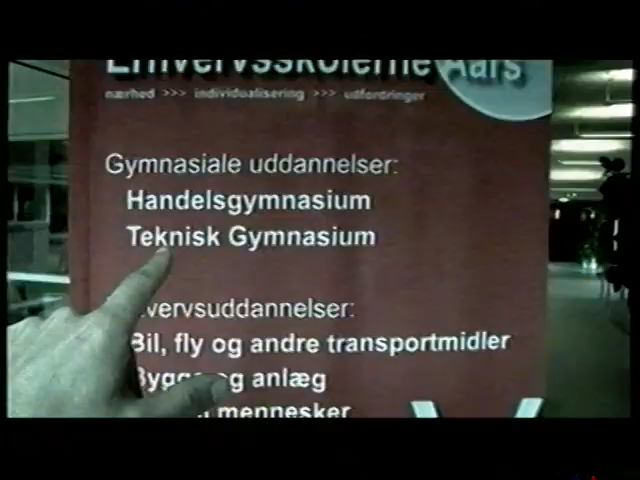 Erhvervsskolerne Aars
nærhed >>> individualisering >>> udfordringer
Gymnasiale uddannelser:
Handelsgymnasium
Teknisk Gymnasium
vervsuddannelser:
Bil, fly og andre transportmidler
Bygge og anlæg
mennesker